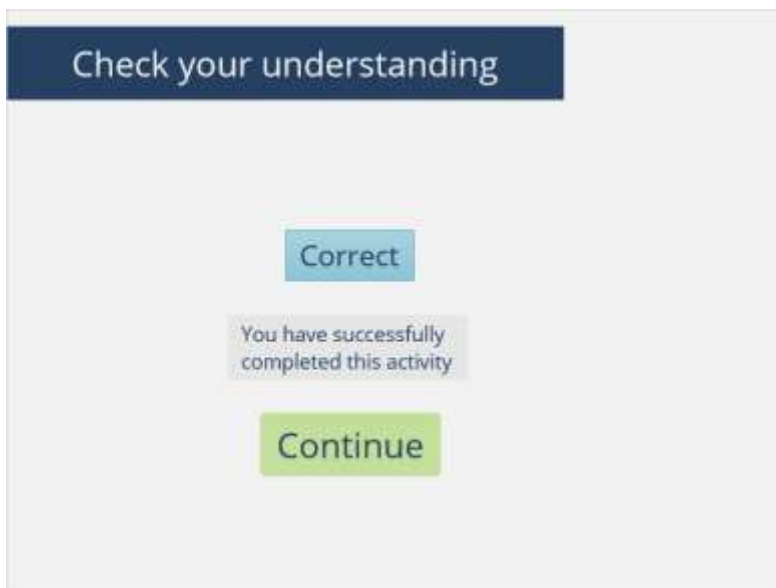 Check your understanding
Correct
You have successfully
completed this activity
Continue